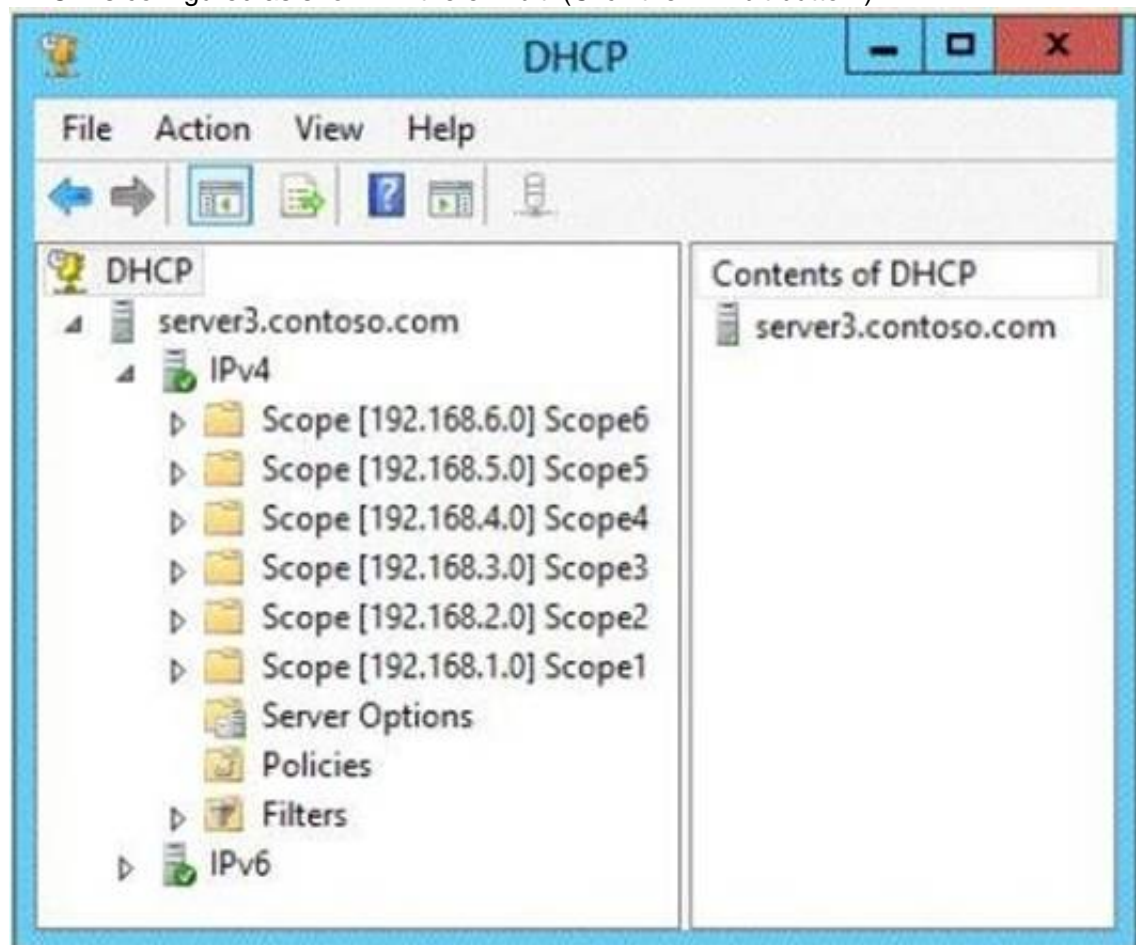 DHCP
File Action View Help
DHCP
server3.contoso.com
IPv4
Scope [192.168.6.0] Scope6
Scope [192.168.5.0] Scope5
Scope [192.168.4.0] Scope4
Scope [192.168.3.0] Scope3
Scope [192.168.2.0] Scope2
Scope [192.168.1.0] Scope1
Server Options
Policies
Filters
IPv6
Contents of DHCP
server3.contoso.com